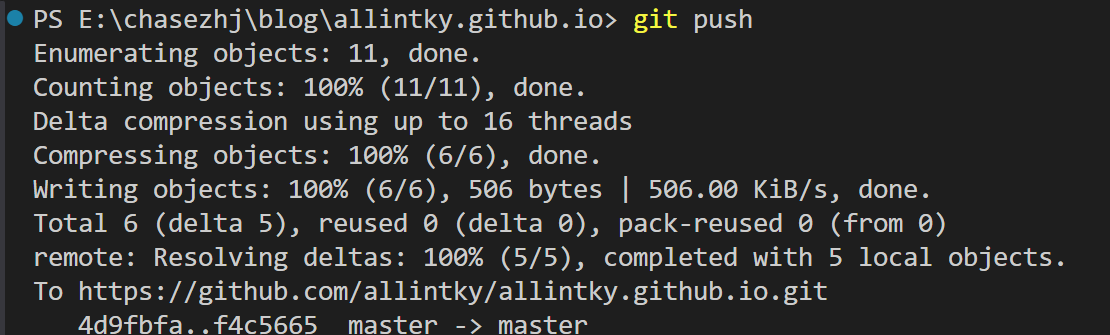 PS E:\chasezhj\blog\allintky.github.io> git push
Enumerating objects: 11, done.
Counting objects: 100% (11/11), done.
Delta compression using up to 16 threads
Compressing objects: 100% (6/6), done.
Writing objects: 100% (6/6), 506 bytes | 506.00 KiB/s, done.
Total 6 (delta 5), reused 0 (delta 0), pack-reused 0 (from 0)
remote: Resolving deltas: 100% (5/5), completed with 5 local objects.
To https://github.com/allintky/allintky.github.io.git
   4d9fbfa..f4c5665  master -> master